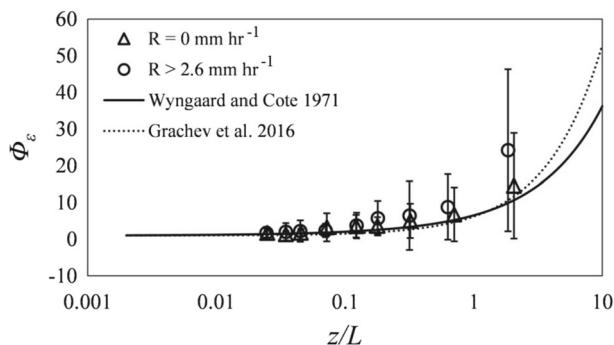 60
50
40
30
20
10
0
-10
Φε
R = 0 mm hr-1
R > 2.6 mm hr-1
Wyngaard and Cote 1971
Grachev et al. 2016
0.001
0.01
0.1
1
10
z/L